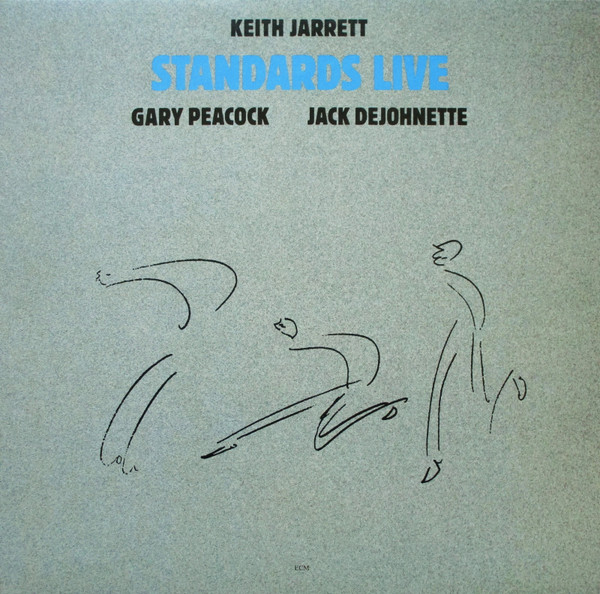 KEITH JARRETT
STANDARDS LIVE
GARY PEACOCK JACK DEJOHNETTE
ECM